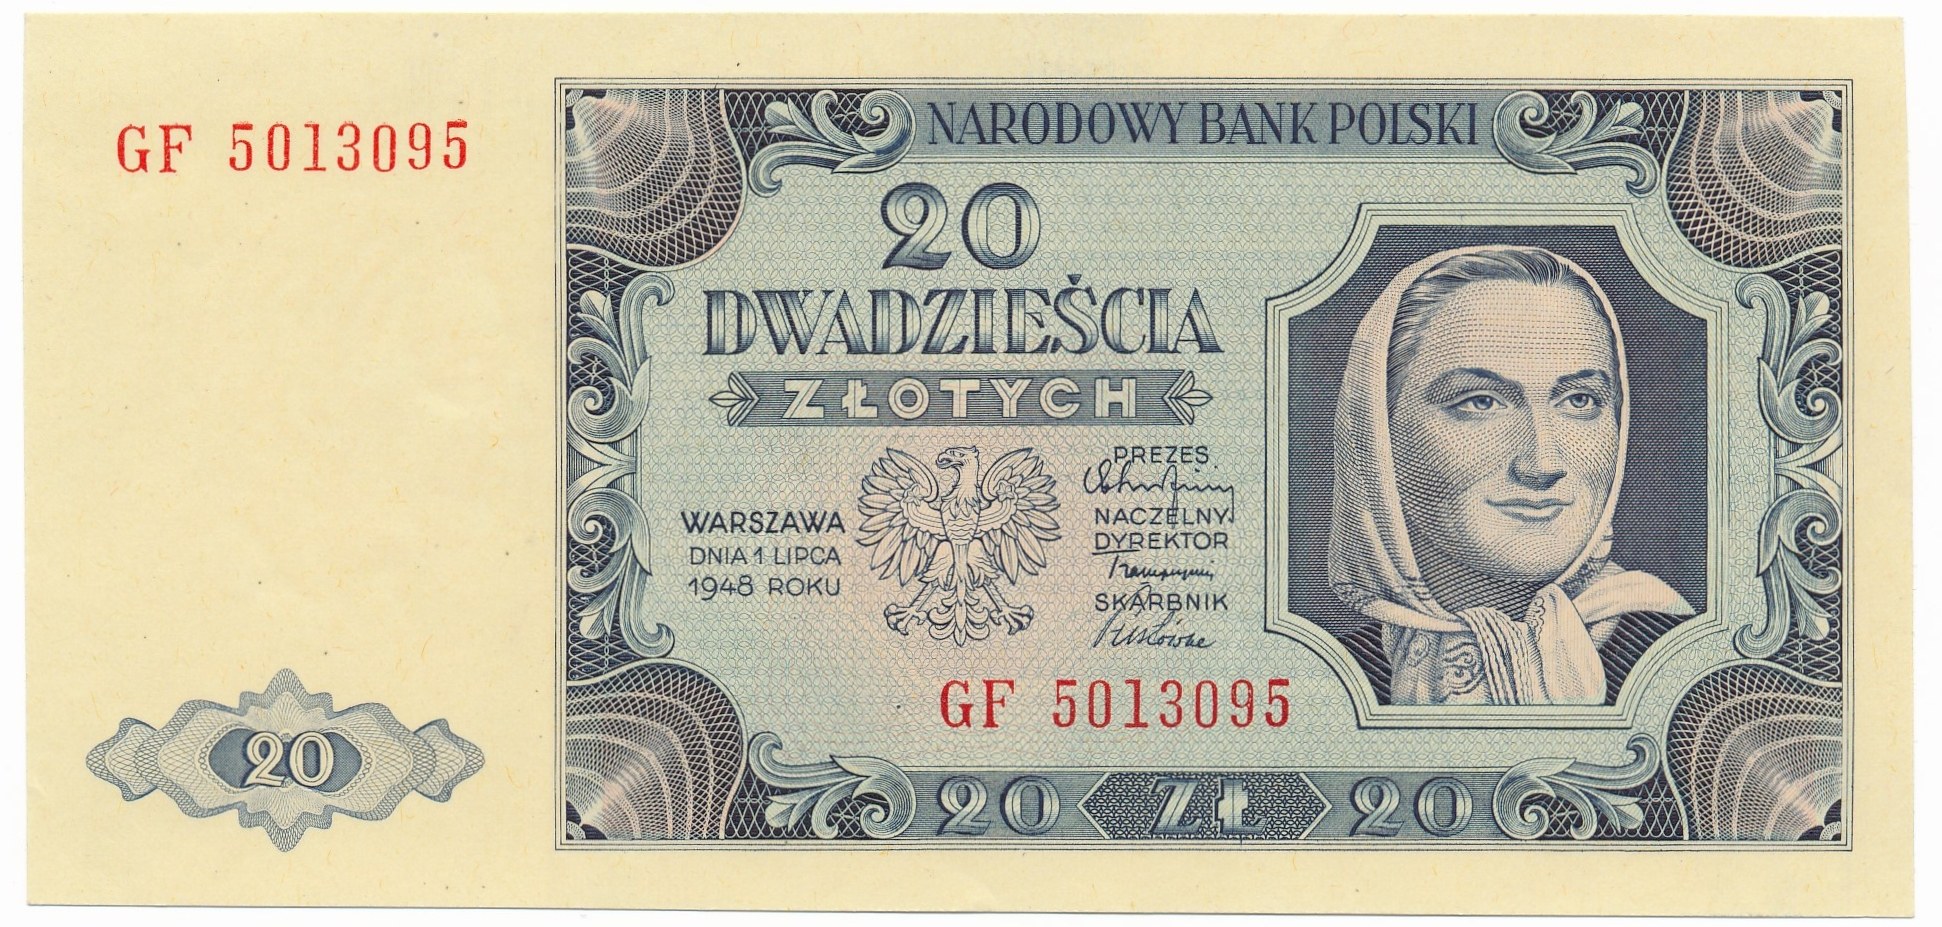 GF 5013095
NARODOWY BANK POLSKI
20
DWADZIEŚCIA
ZŁOTYCH
WARSZAWA
DNIA 1 LIPCA
1948 ROKU
PREZES
NACZELNY
DYREKTOR
SKARBNIK
GF 5013095
20
20 ZŁ 20